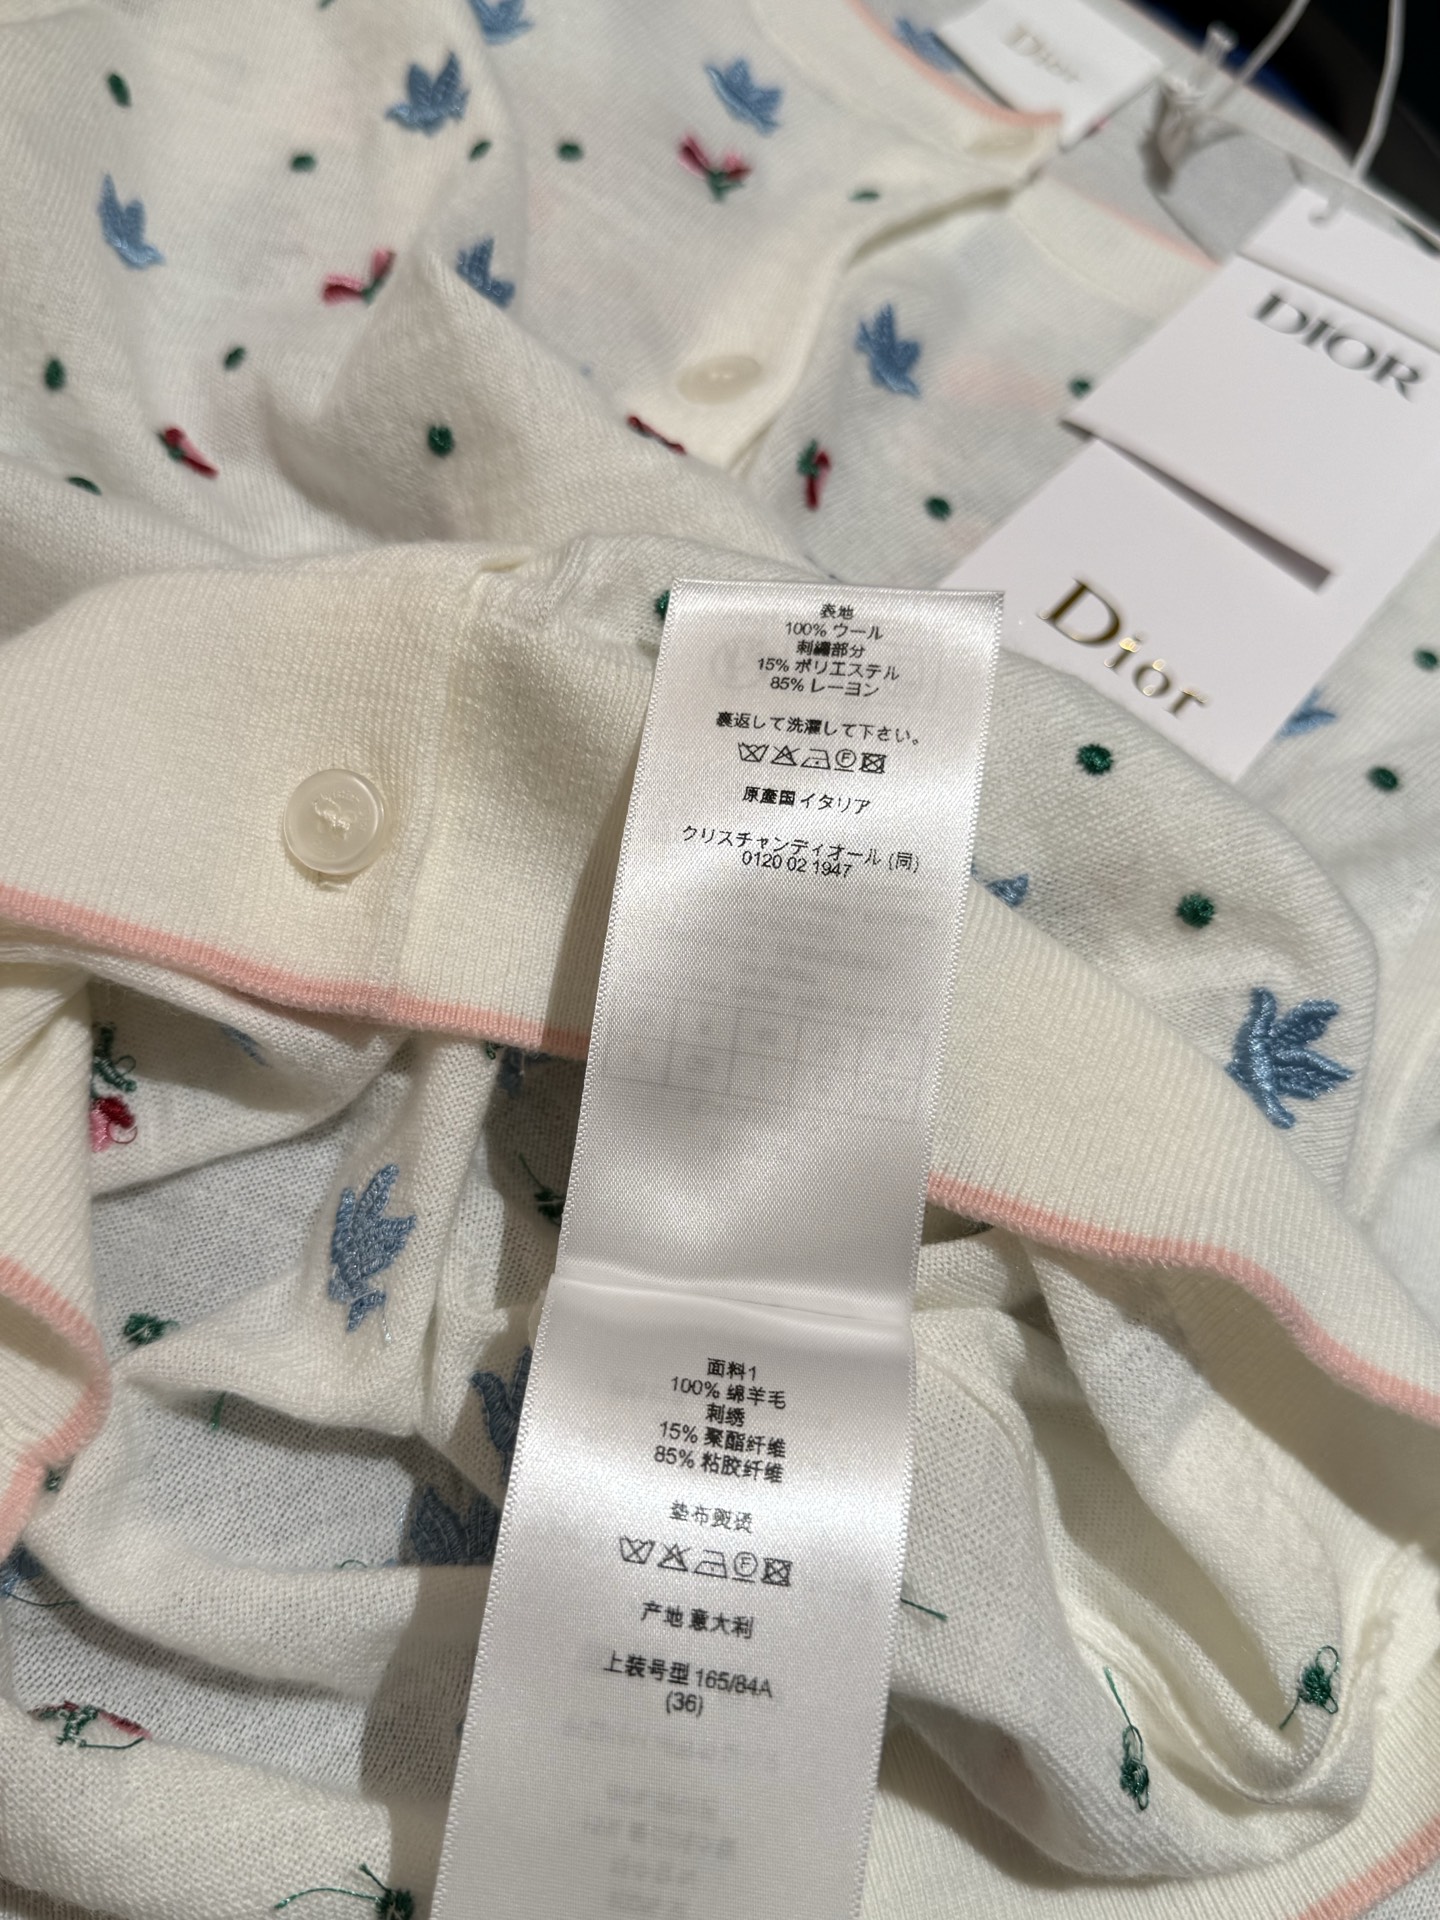 Dior
DIOR
Dior
表地
100% ウール
刺繍部分
15% ポリエステル
85% レーヨン
裏返して洗濯して下さい。
F
原産国イタリア
クリスチャンディオール (同)
0120 02 1947
面料1
100% 绵羊毛
刺绣
15% 聚酯纤维
85% 粘胶纤维
垫布熨烫
F
产地 意大利
上装号型 165/84A
(36)